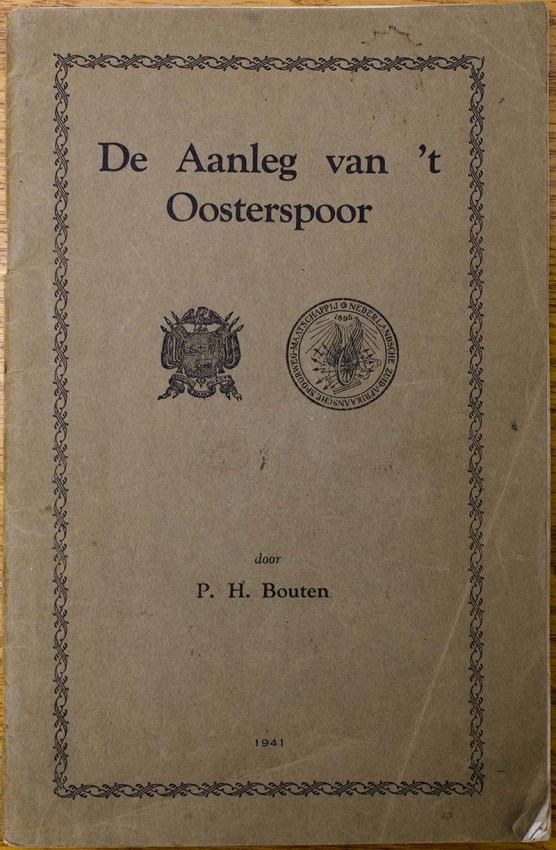 De Aanleg van 't
Oosterspoor
NEDERLANDSCHE ZUID-AFRIKAANSCHE SPOORWEG-MAATSCHAPPIJ
door
P. H. Bouten
1941